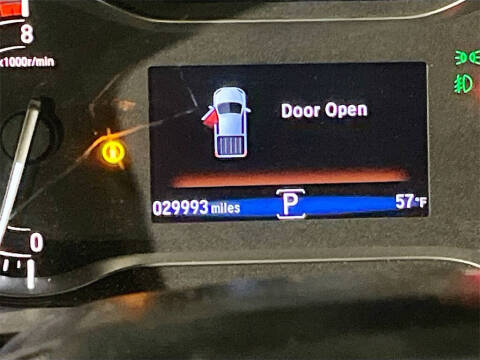 8
x1000r/min
Door Open
029993 miles P 57°F
0